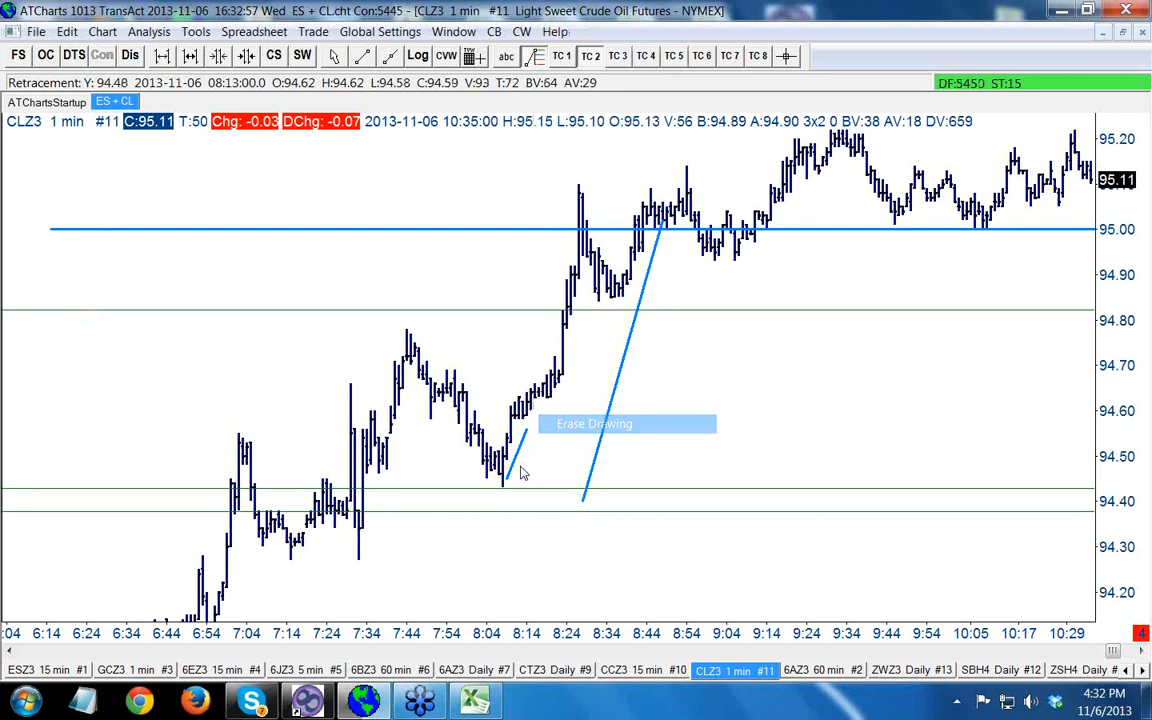 ATCharts 1013 TransAct 2013-11-06 16:32:57 Wed ES + CL.cht Con:5445 - [CLZ3 1 min #11 Light Sweet Crude Oil Futures - NYMEX]
File Edit Chart Analysis Tools Spreadsheet Trade Global Settings Window CB CW Help
FS OC DTS Con Dis CS SW Log CVW abc TC 1 TC 2 TC 3 TC 4 TC 5 TC 6 TC 7 TC 8
Retracement: Y: 94.48 2013-11-06 08:13:00.0 O:94.62 H:94.62 L:94.58 C:94.59 V:93 T:72 BV:64 AV:29 DF:5450 ST:15
ATChartsStartup ES + CL
CLZ3 1 min #11 C:95.11 T:50 Chg: -0.03 DChg: -0.07 2013-11-06 10:35:00 H:95.15 L:95.10 O:95.13 V:56 B:94.89 A:94.90 3x2 0 BV:38 AV:18 DV:659
95.20
95.11
95.00
94.90
94.80
94.70
94.60
Erase Drawing
94.50
94.40
94.30
94.20
:04 6:14 6:24 6:34 6:44 6:54 7:04 7:14 7:24 7:34 7:44 7:54 8:04 8:14 8:24 8:34 8:44 8:54 9:04 9:14 9:24 9:34 9:44 9:54 10:05 10:17 10:29 4
ESZ3 15 min #1 GCZ3 1 min #3 6EZ3 15 min #4 6JZ3 5 min #5 6BZ3 60 min #6 6AZ3 Daily #7 CTZ3 Daily #9 CCZ3 15 min #10 CLZ3 1 min #11 6AZ3 60 min #2 ZWZ3 Daily #13 SBH4 Daily #12 ZSH4 Daily #
4:32 PM
11/6/2013